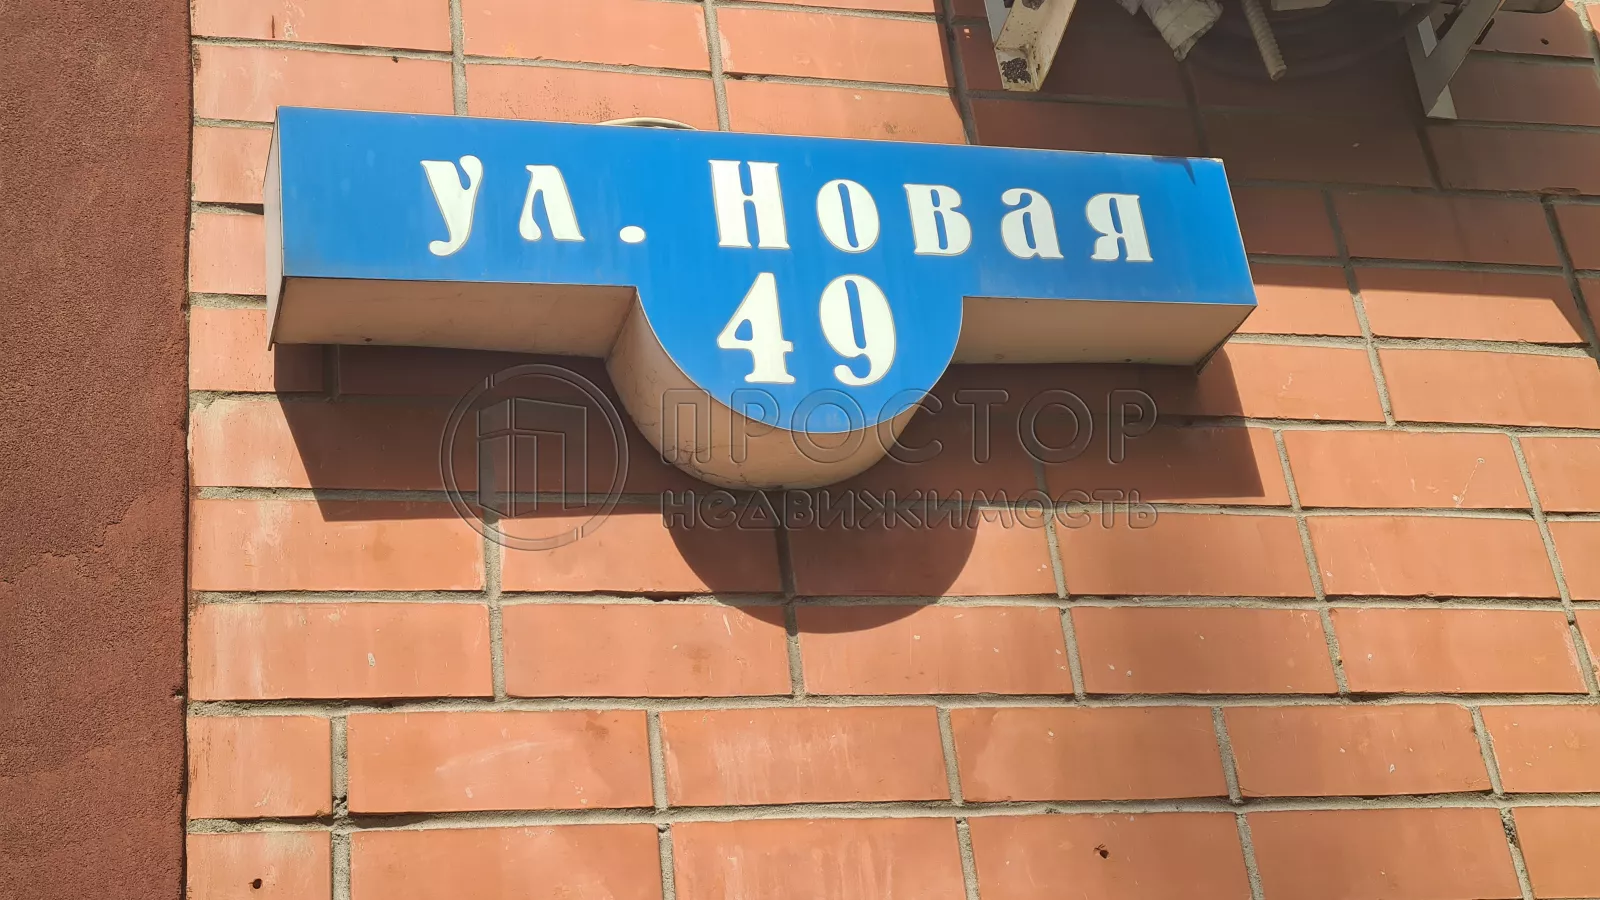 ул. Новая
49
ПРОСТОР
недвижимость